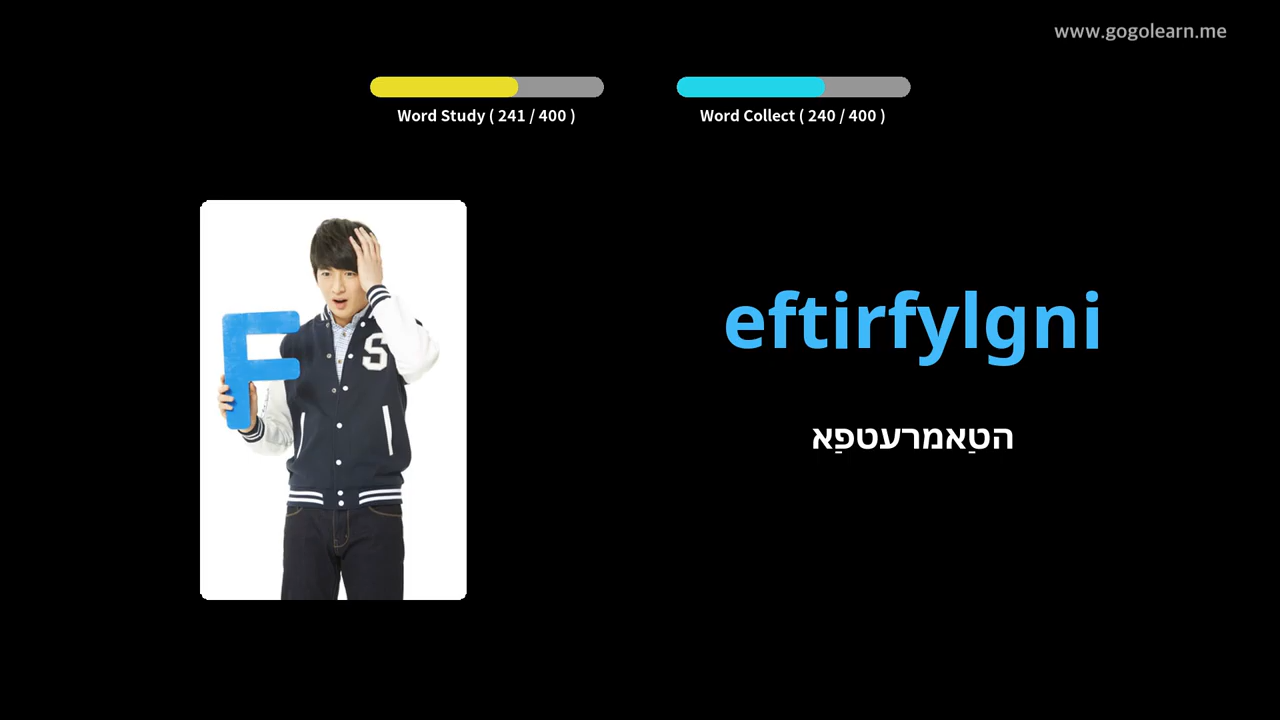 www.gogolearn.me
Word Study ( 241 / 400 )
Word Collect ( 240 / 400 )
F
S
eftirfylgni
הטַאמרעטפַא